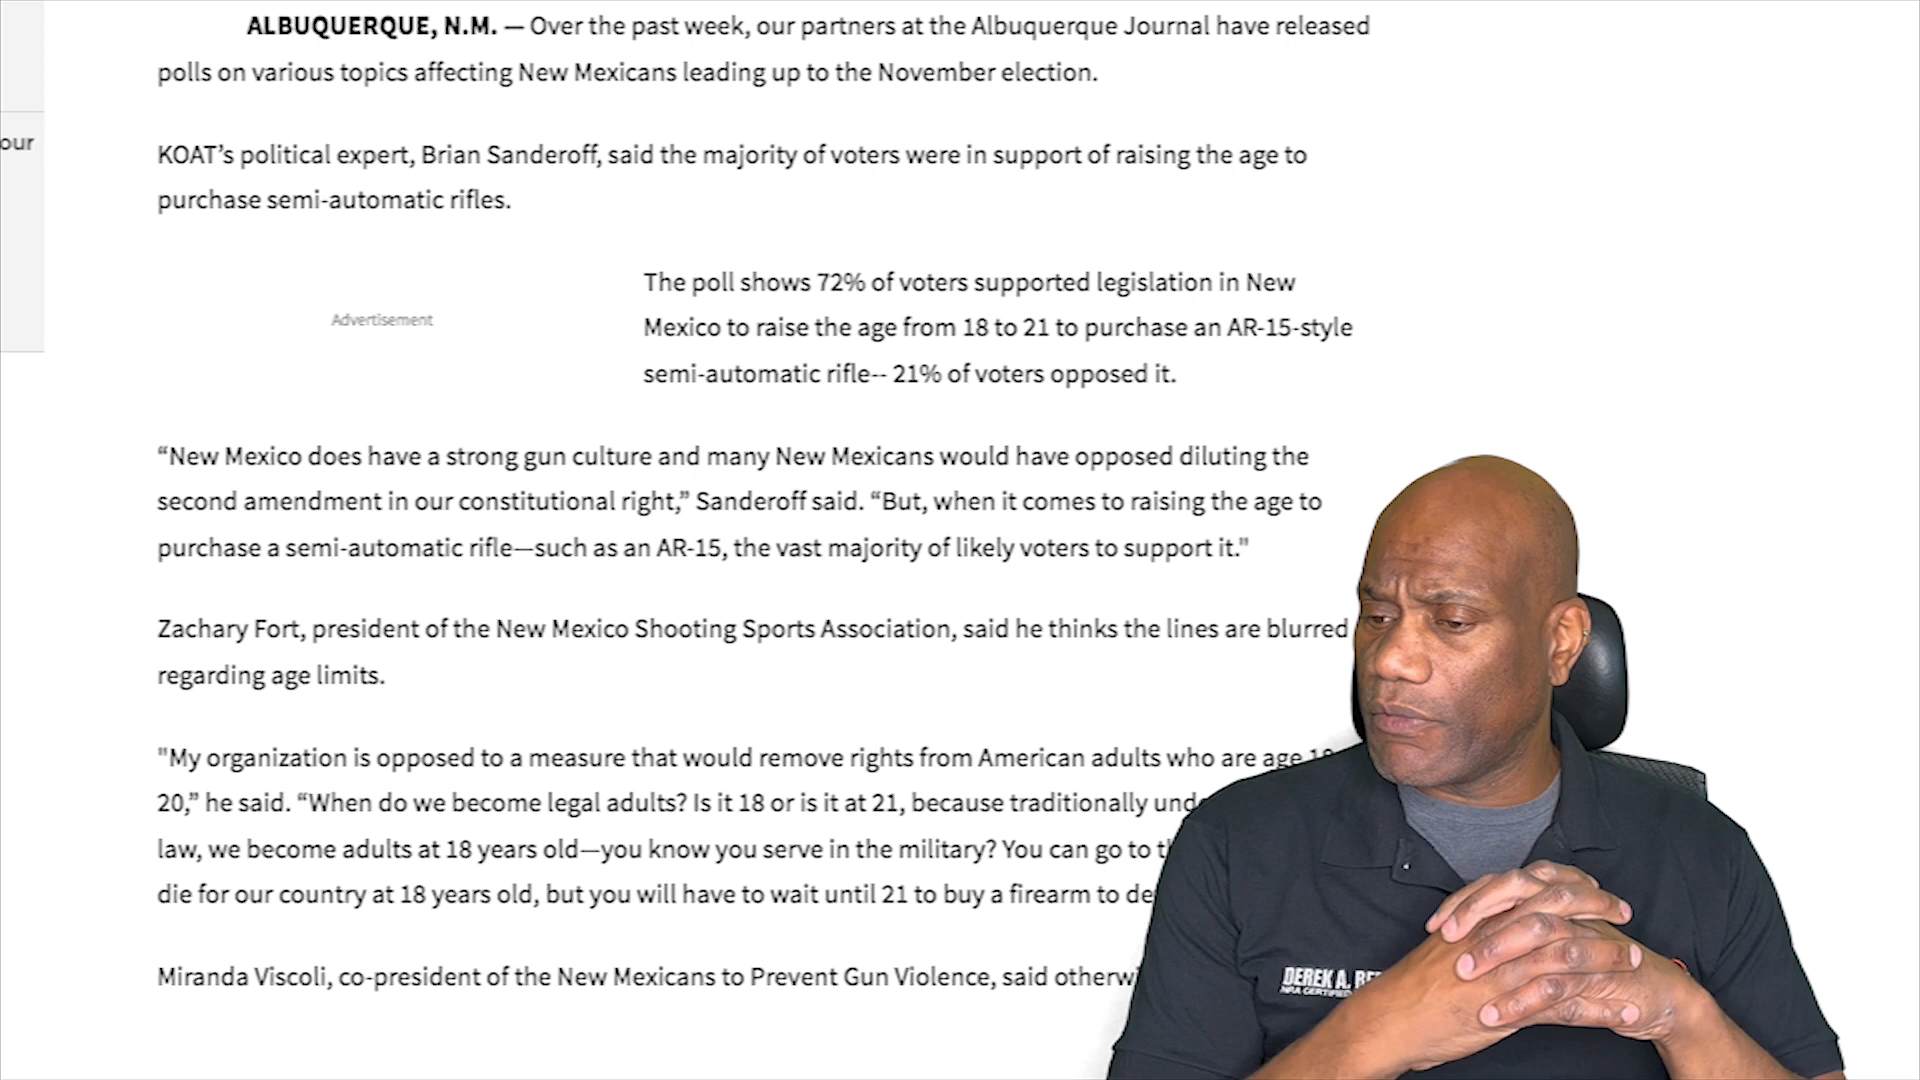 ALBUQUERQUE, N.M. — Over the past week, our partners at the Albuquerque Journal have released
polls on various topics affecting New Mexicans leading up to the November election.
our
KOAT’s political expert, Brian Sanderoff, said the majority of voters were in support of raising the age to
purchase semi-automatic rifles.
Advertisement
The poll shows 72% of voters supported legislation in New
Mexico to raise the age from 18 to 21 to purchase an AR-15-style
semi-automatic rifle-- 21% of voters opposed it.
“New Mexico does have a strong gun culture and many New Mexicans would have opposed diluting the
second amendment in our constitutional right,” Sanderoff said. “But, when it comes to raising the age to
purchase a semi-automatic rifle—such as an AR-15, the vast majority of likely voters to support it."
Zachary Fort, president of the New Mexico Shooting Sports Association, said he thinks the lines are blurred
regarding age limits.
"My organization is opposed to a measure that would remove rights from American adults who are age
20,” he said. “When do we become legal adults? Is it 18 or is it at 21, because traditionally
law, we become adults at 18 years old—you know you serve in the military? You can go to
die for our country at 18 years old, but you will have to wait until 21 to buy a firearm to
Miranda Viscoli, co-president of the New Mexicans to Prevent Gun Violence, said
DEREK A.
NRA